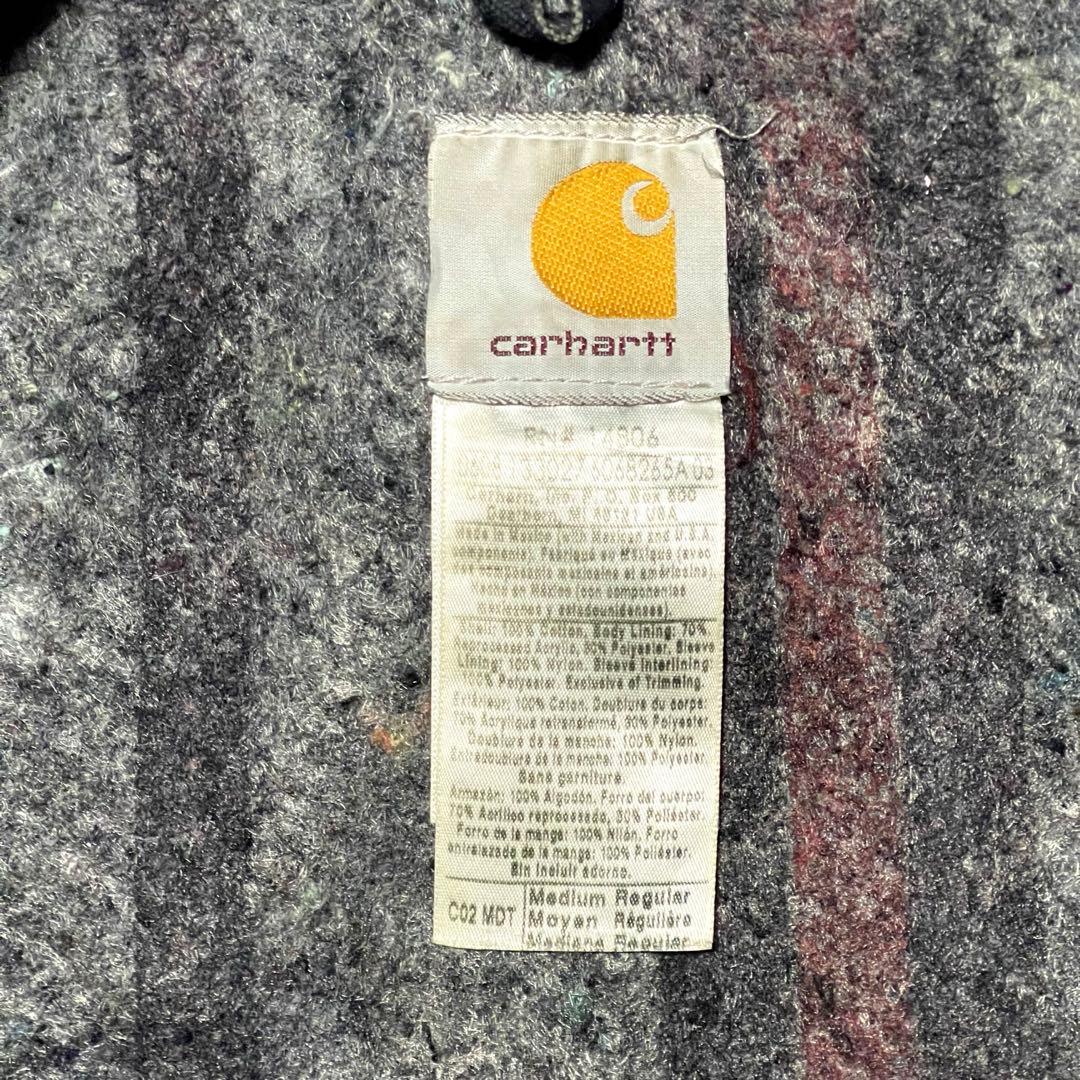 carhartt
RN# 14806
Carhartt, Inc. P. O. Box 600
Dearborn, MI 48121 USA
Made in Mexico (with Mexican and U.S.A.
components). Fabriqué au Méxique (avec
composants mexicains et américains).
Hecho en México (con componentes
mexicanos y estadounidenses).
100% Cotton. Body Lining: 70%
Reprocessed Acrylic, 30% Polyester. Sleeve
Lining: 100% Nylon. Sleeve Interlining:
100% Polyester. Exclusive of Trimming.
Extérieur: 100% Coton. Doublure du corps:
70% Acrylique retransformé, 30% Polyester.
Doublure de la manche: 100% Nylon.
Entredoublure de la manche: 100% Polyester.
Sans garniture.
Armazón: 100% Algodón. Forro del cuerpo:
70% Acrílico reprocesado, 30% Poliéster.
Forro de la manga: 100% Nilón. Forro
entrelazado de la manga: 100% Poliéster.
Sin incluir adorno.
C02 MDT
Medium Regular
Moyen Régulière
Mediano Regular